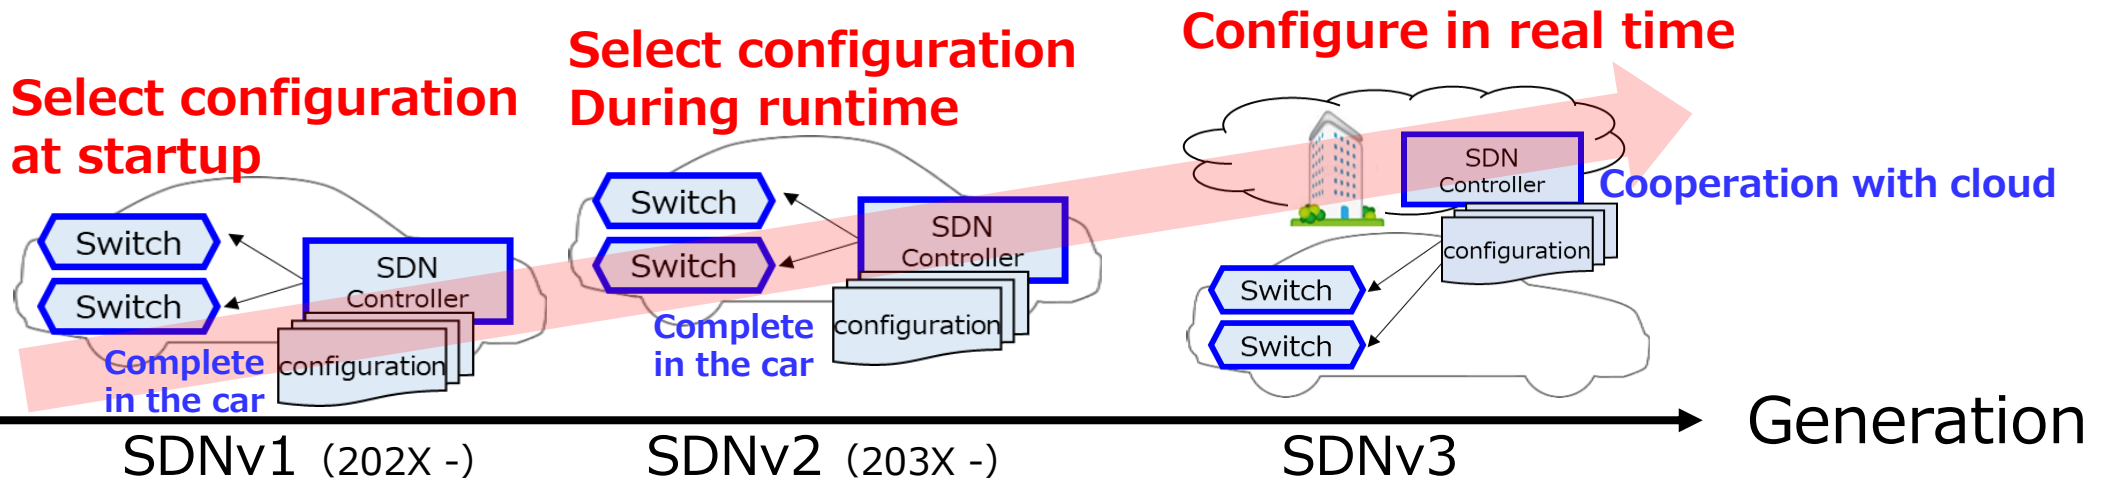 Select configuration
at startup
Switch
Switch
SDN
Controller
configuration
Complete
in the car
SDNv1 (202X -)
Select configuration
During runtime
Switch
Switch
SDN
Controller
configuration
Complete
in the car
SDNv2 (203X -)
Configure in real time
SDN
Controller
Cooperation with cloud
configuration
Switch
Switch
SDNv3
Generation